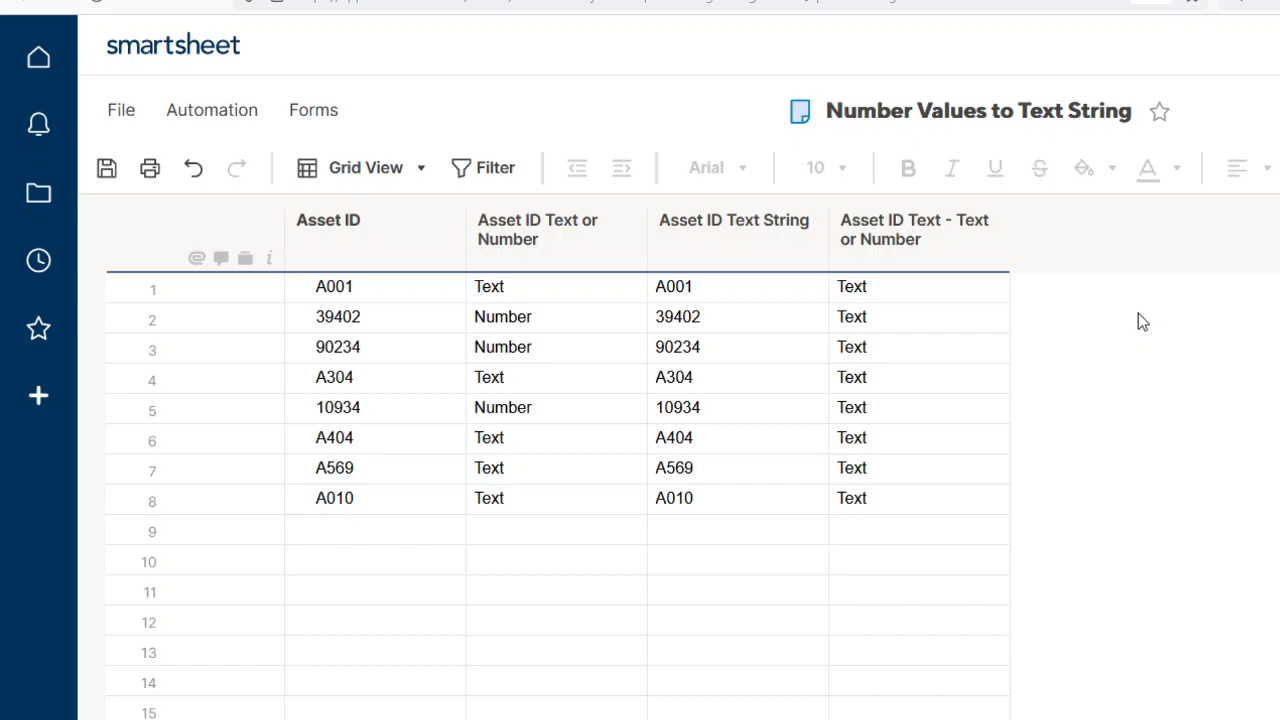 smartsheet
File Automation Forms
Number Values to Text String
Grid View Filter Arial 10 B I U S A
Asset ID Asset ID Text or Number Asset ID Text String Asset ID Text - Text or Number
1 A001 Text A001 Text
2 39402 Number 39402 Text
3 90234 Number 90234 Text
4 A304 Text A304 Text
5 10934 Number 10934 Text
6 A404 Text A404 Text
7 A569 Text A569 Text
8 A010 Text A010 Text
9
10
11
12
13
14
15